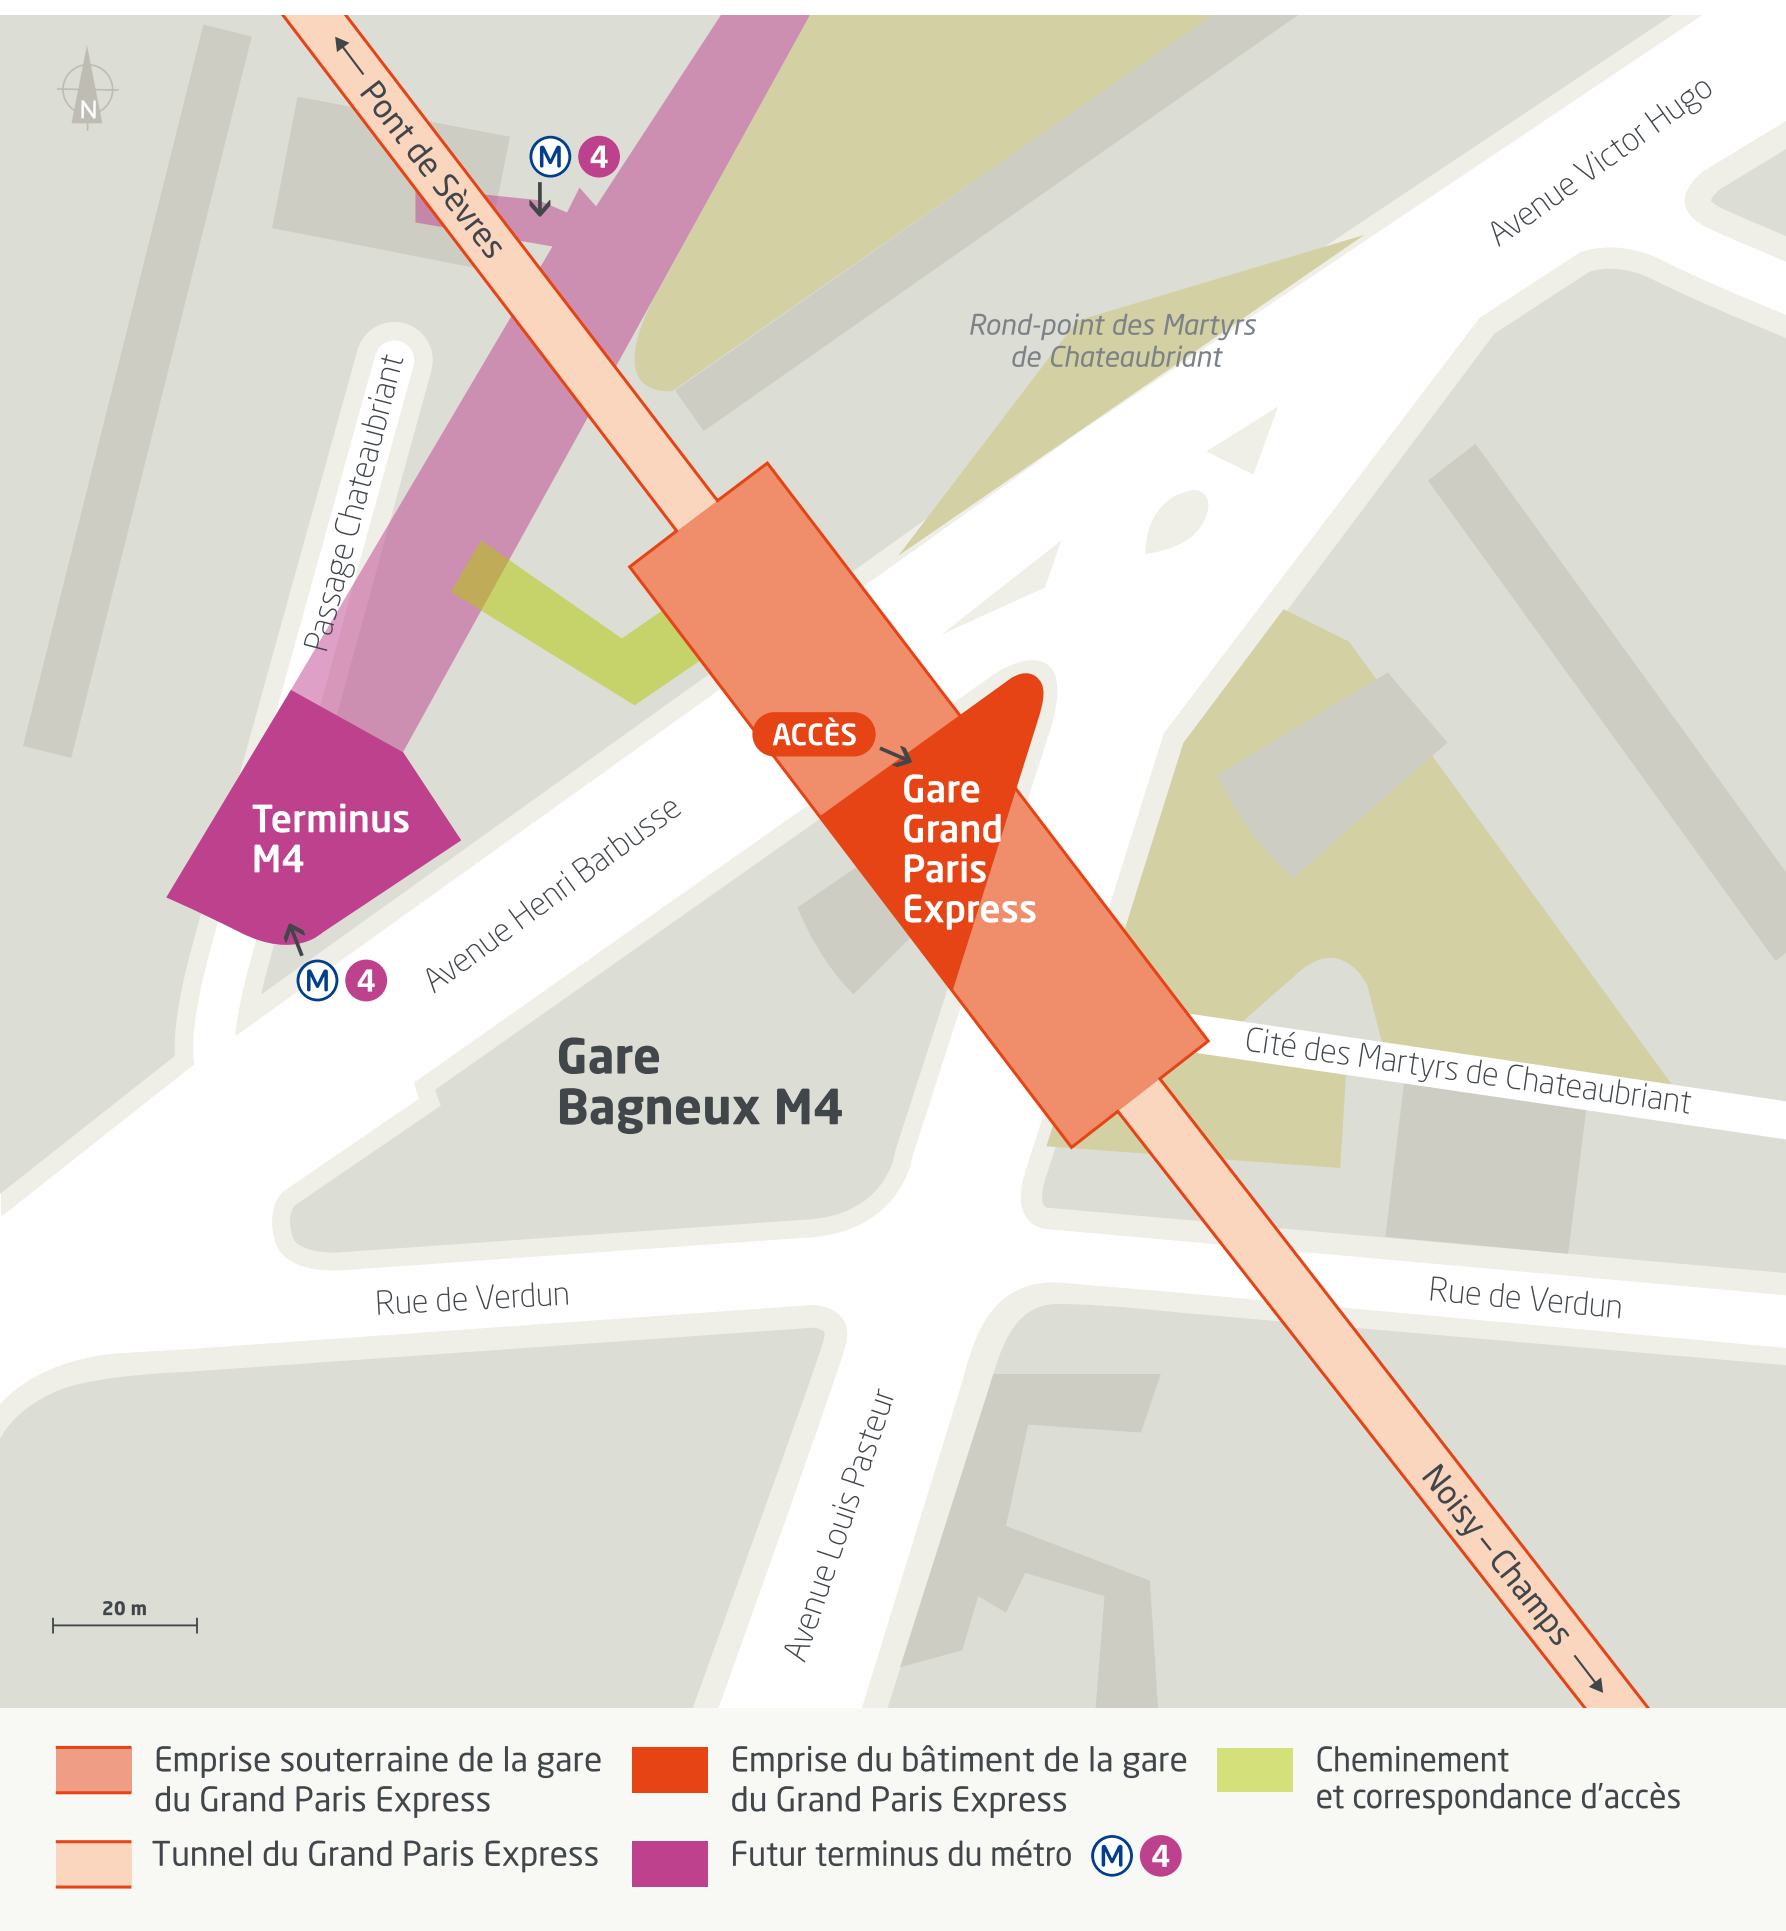 N
Pont de Sèvres
M 4
Avenue Victor Hugo
Rond-point des Martyrs
de Chateaubriant
Passage Chateaubriant
ACCÈS
Gare
Grand
Paris
Express
Terminus
M4
Avenue Henri Barbusse
M 4
Gare
Bagneux M4
Cité des Martyrs de Chateaubriant
Rue de Verdun
Rue de Verdun
Avenue Louis Pasteur
Noisy – Champs
20 m
Emprise souterraine de la gare
du Grand Paris Express
Emprise du bâtiment de la gare
du Grand Paris Express
Cheminement
et correspondance d'accès
Tunnel du Grand Paris Express
Futur terminus du métro M 4